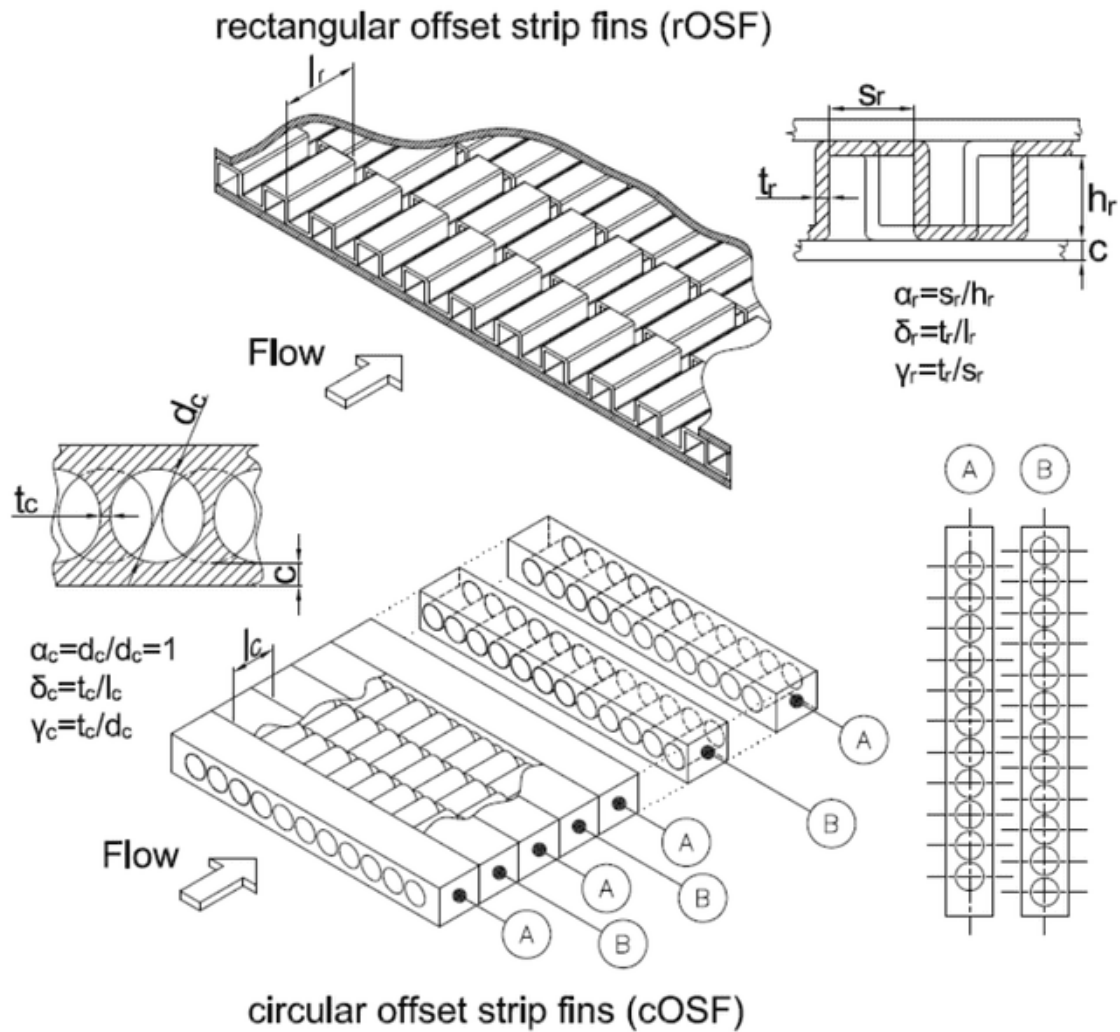 rectangular offset strip fins (rOSF)
lr
sr
tr
hr
c
αr=sr/hr
δr=tr/lr
γr=tr/sr
Flow
dc
tc
c
αc=dc/dc=1
δc=tc/lc
γc=tc/dc
lc
A
B
A
B
A
B
A
B
A
Flow
circular offset strip fins (cOSF)